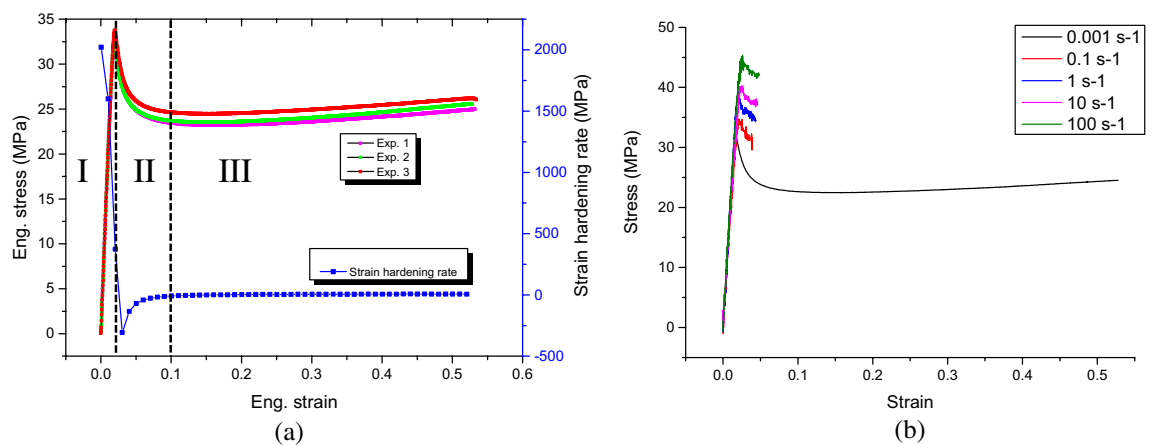 35
30
25
20
15
10
5
0
Eng. stress (MPa)
I
II
III
Exp. 1
Exp. 2
Exp. 3
Strain hardening rate
2000
1500
1000
500
0
-500
Strain hardening rate (MPa)
0.0 0.1 0.2 0.3 0.4 0.5 0.6
Eng. strain
(a)
50
40
30
20
10
0
Stress (MPa)
0.001 s-1
0.1 s-1
1 s-1
10 s-1
100 s-1
0.0 0.1 0.2 0.3 0.4 0.5
Strain
(b)